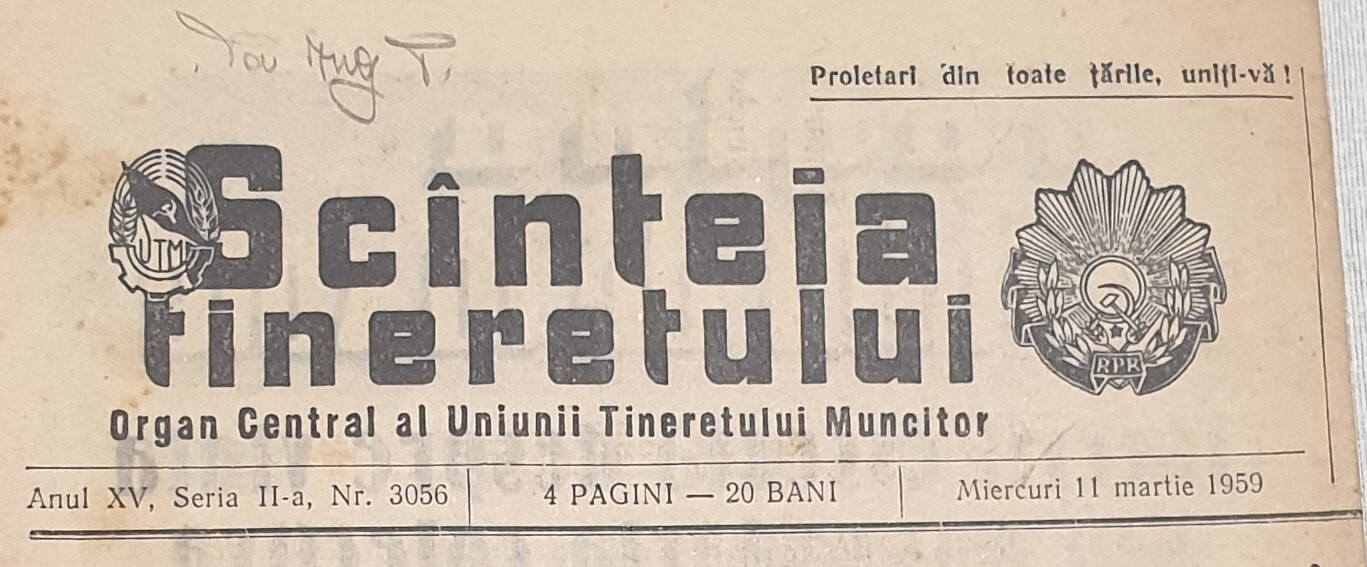 Proletari din toate țările, uniți-vă!
UTM
Scînteia
tineretului
RPR
Organ Central al Uniunii Tineretului Muncitor
Anul XV, Seria II-a, Nr. 3056
4 PAGINI — 20 BANI
Miercuri 11 martie 1959